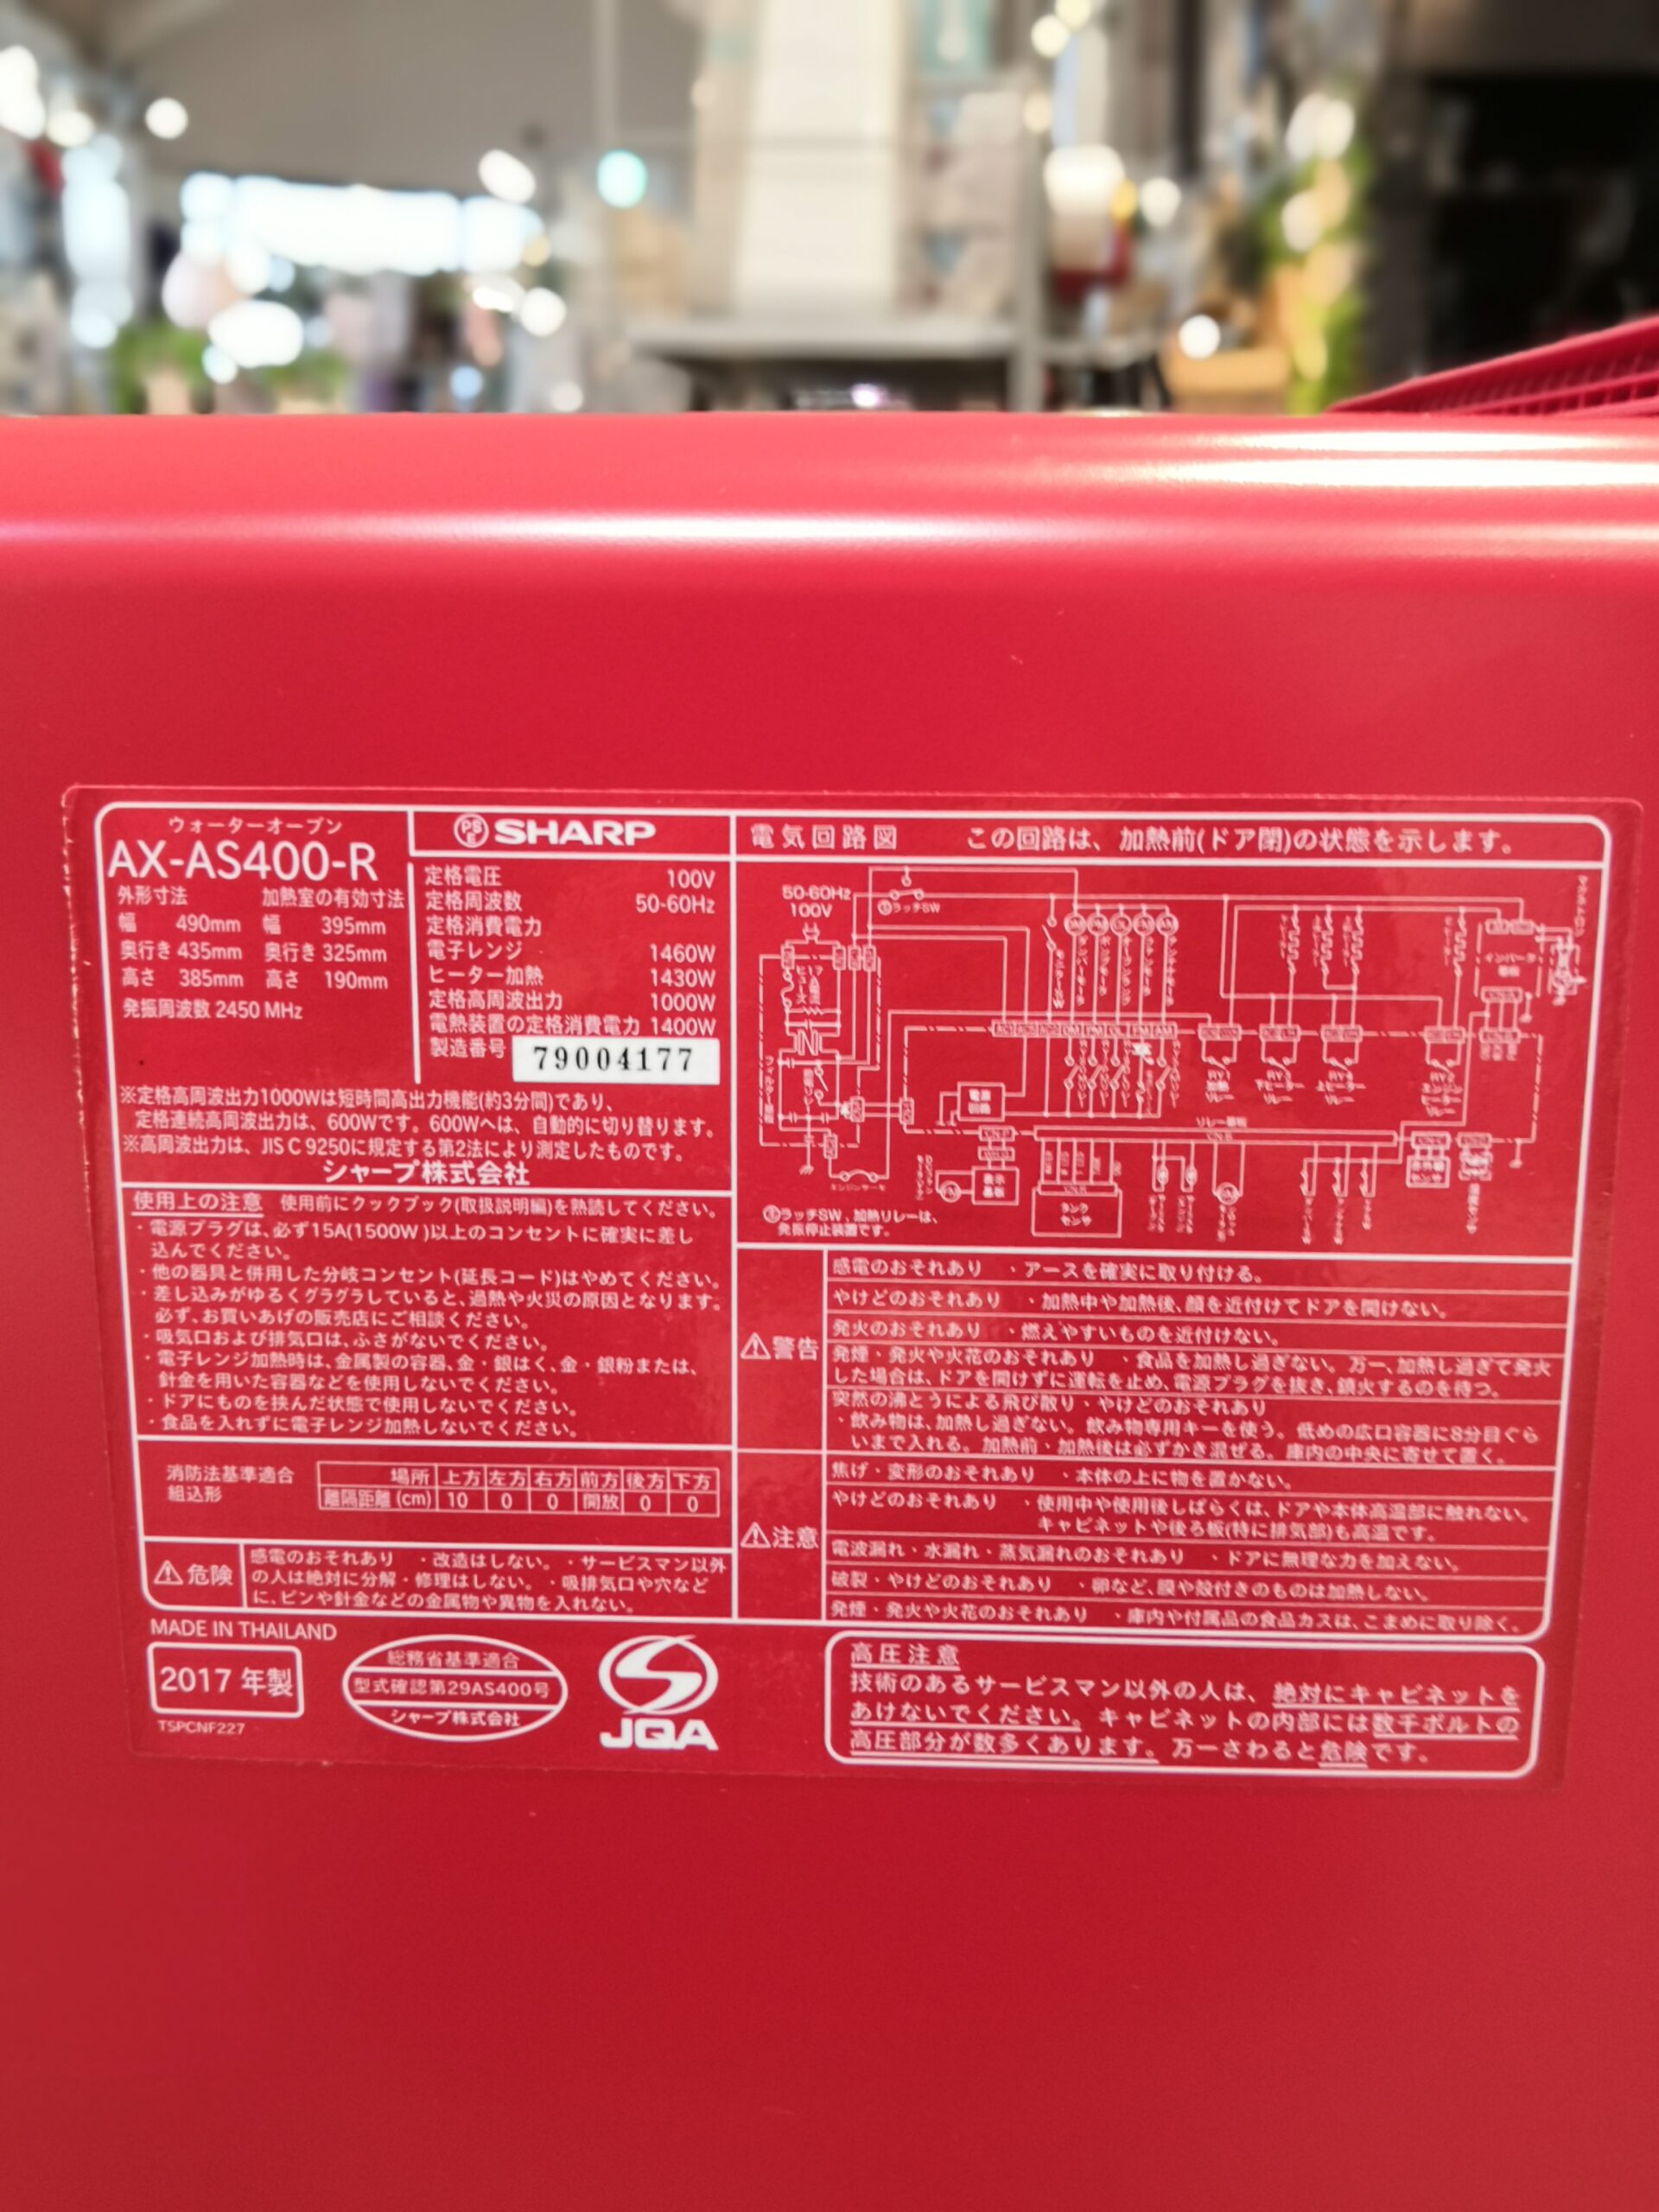 ウォーターオーブン
AX-AS400-R
外形寸法 加熱室の有効寸法
幅 490mm 幅 395mm
奥行き 435mm 奥行き 325mm
高さ 385mm 高さ 190mm
発振周波数 2450 MHz
PS
E
SHARP
定格電圧 100V
定格周波数 50-60Hz
定格消費電力
電子レンジ 1460W
ヒーター加熱 1430W
定格高周波出力 1000W
電熱装置の定格消費電力 1400W
製造番号 79004177
※定格高周波出力1000Wは短時間高出力機能(約3分間)であり、
定格連続高周波出力は、600Wです。600Wへは、自動的に切り替ります。
※高周波出力は、JIS C 9250に規定する第2法により測定したものです。
シャープ株式会社
使用上の注意 使用前にクックブック(取扱説明編)を熟読してください。
・電源プラグは、必ず15A(1500W)以上のコンセントに確実に差し
込んでください。
・他の器具と併用した分岐コンセント(延長コード)はやめてください。
・差し込みがゆるくグラグラしていると、過熱や火災の原因となります。
必ず、お買いあげの販売店にご相談ください。
・吸気口および排気口は、ふさがないでください。
・電子レンジ加熱時は、金属製の容器、金・銀はく、金・銀粉または、
針金を用いた容器などを使用しないでください。
・ドアにものを挟んだ状態で使用しないでください。
・食品を入れずに電子レンジ加熱しないでください。
消防法基準適合
組込形
場所 上方 左方 右方 前方 後方 下方
離隔距離(cm) 10 0 0 開放 0 0
危険
感電のおそれあり ・改造はしない。・サービスマン以外
の人は絶対に分解・修理はしない。・吸排気口や穴など
に、ピンや針金などの金属物や異物を入れない。
電気回路図 この回路は、加熱前(ドア閉)の状態を示します。
50-60Hz
100V
ラッチSW
電源
回路
リレー基板
表示
基板
タンク
センサ
ラッチSW、加熱リレーは、
発振停止装置です。
警告
感電のおそれあり ・アースを確実に取り付ける。
やけどのおそれあり ・加熱中や加熱後、顔を近付けてドアを開けない。
発火のおそれあり ・燃えやすいものを近付けない。
発煙・発火や火花のおそれあり ・食品を加熱し過ぎない。万一、加熱し過ぎて発火
した場合は、ドアを開けずに運転を止め、電源プラグを抜き、鎮火するのを待つ。
突然の沸とうによる飛び散り・やけどのおそれあり
・飲み物は、加熱し過ぎない。飲み物専用キーを使う。低めの広口容器に8分目ぐら
いまで入れる。加熱前・加熱後は必ずかき混ぜる。庫内の中央に寄せて置く。
注意
焦げ・変形のおそれあり ・本体の上に物を置かない。
やけどのおそれあり ・使用中や使用後しばらくは、ドアや本体高温部に触れない。
キャビネットや後ろ板(特に排気部)も高温です。
電波漏れ・水漏れ・蒸気漏れのおそれあり ・ドアに無理な力を加えない。
破裂・やけどのおそれあり ・卵など、膜や殻付きのものは加熱しない。
発煙・発火や火花のおそれあり ・庫内や付属品の食品カスは、こまめに取り除く。
MADE IN THAILAND
2017 年製
TSPCNF227
総務省基準適合
型式確認第29AS400号
シャープ株式会社
JQA
高圧注意
技術のあるサービスマン以外の人は、絶対にキャビネットを
あけないでください。キャビネットの内部には数千ボルトの
高圧部分が数多くあります。万一さわると危険です。